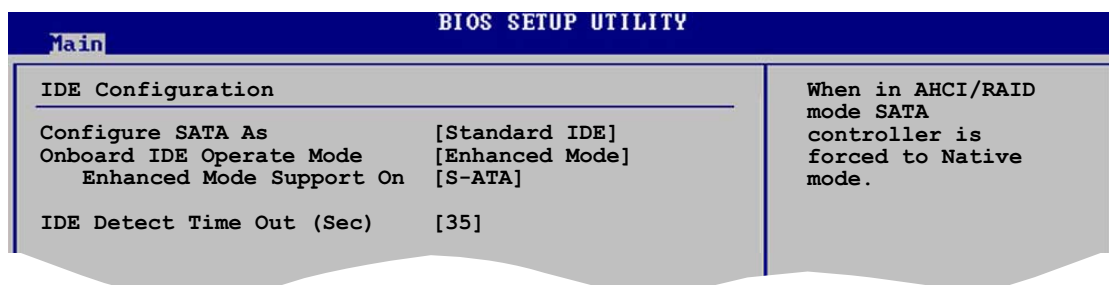 BIOS SETUP UTILITY
Main
IDE Configuration
Configure SATA As [Standard IDE]
Onboard IDE Operate Mode [Enhanced Mode]
Enhanced Mode Support On [S-ATA]
IDE Detect Time Out (Sec) [35]
When in AHCI/RAID
mode SATA
controller is
forced to Native
mode.